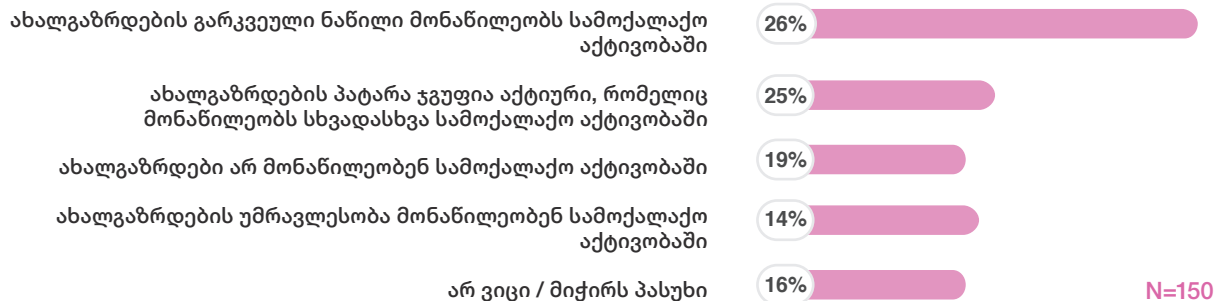 ახალგაზრდების გარკვეული ნაწილი მონაწილეობს სამოქალაქო
აქტივობაში
26%
ახალგაზრდების პატარა ჯგუფია აქტიური, რომელიც
მონაწილეობს სხვადასხვა სამოქალაქო აქტივობაში
25%
ახალგაზრდები არ მონაწილეობენ სამოქალაქო აქტივობაში
19%
ახალგაზრდების უმრავლესობა მონაწილეობენ სამოქალაქო
აქტივობაში
14%
არ ვიცი / მიჭირს პასუხი
16%
N=150